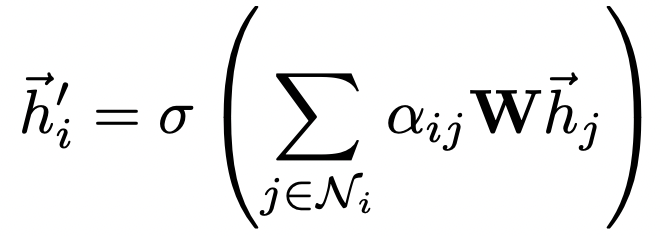 $\vec{h}'_i = \sigma \left( \sum_{j \in \mathcal{N}_i} \alpha_{ij} \mathbf{W} \vec{h}_j \right)$